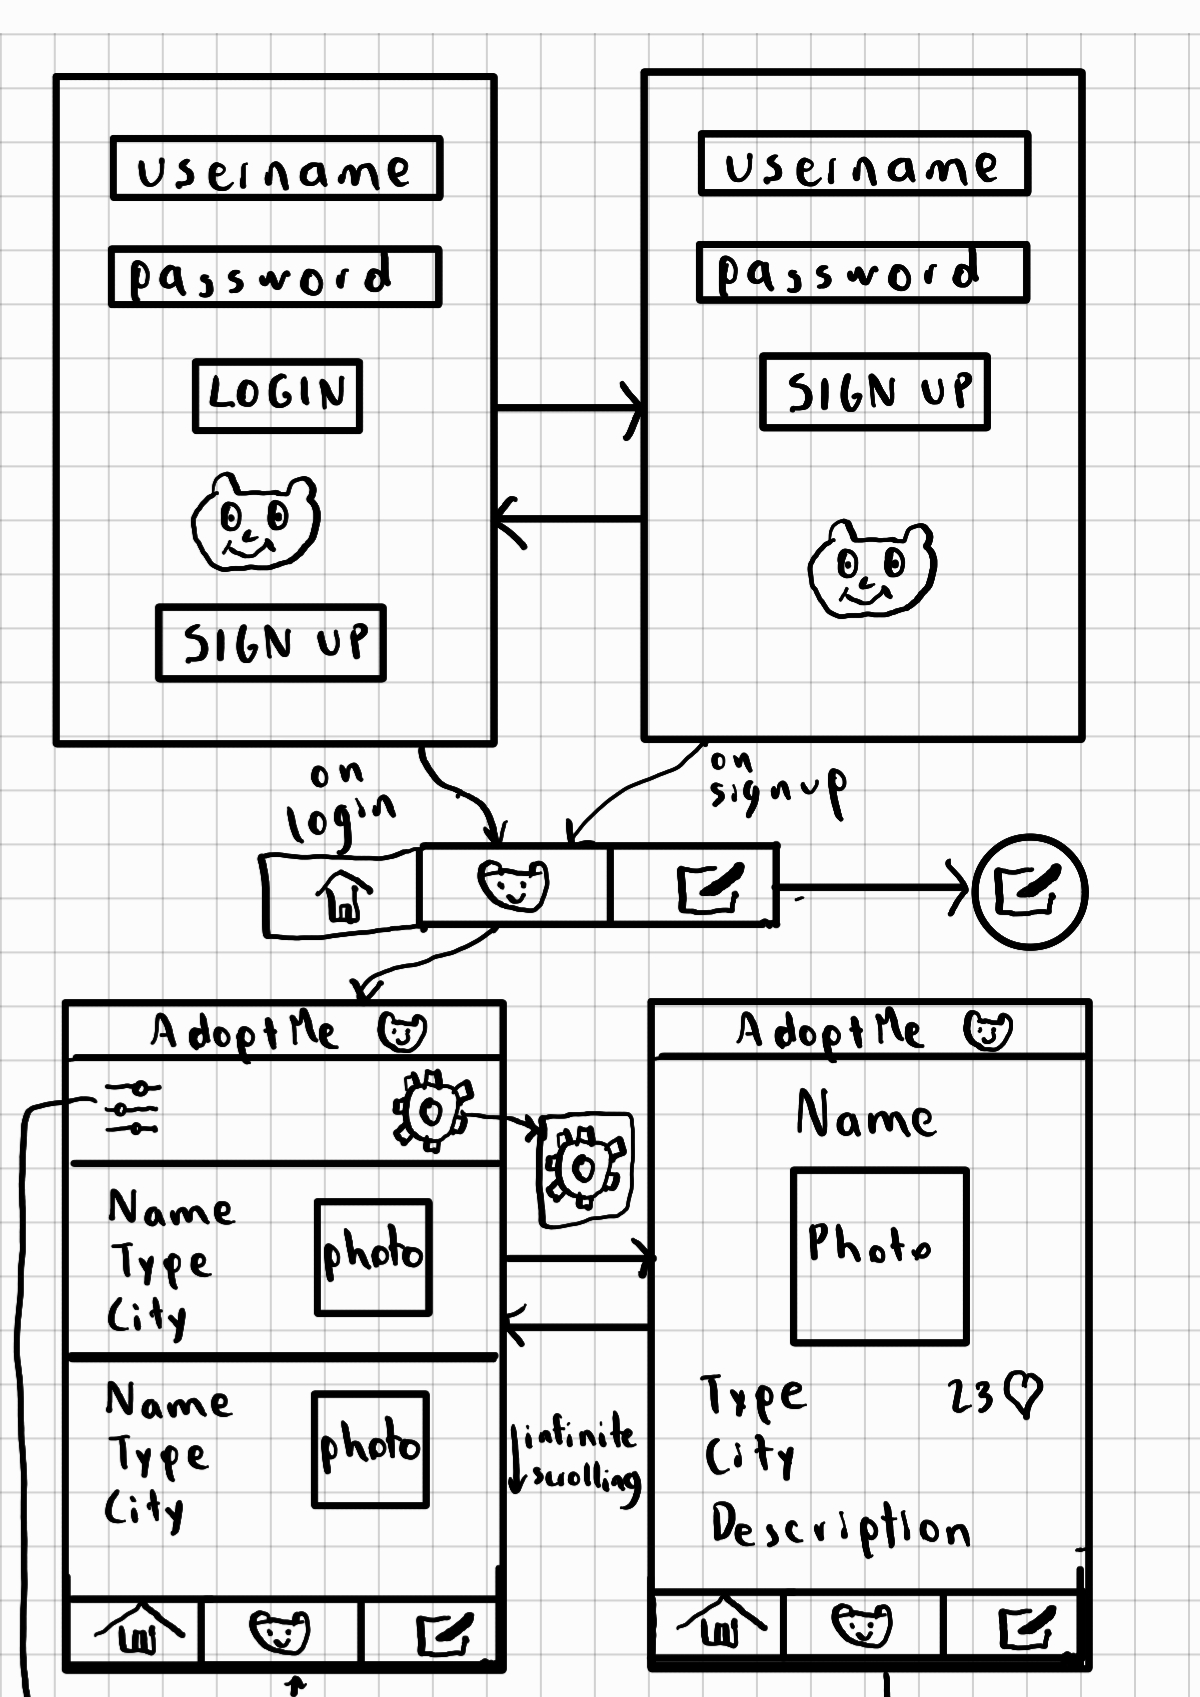 username
password
LOGIN
SIGN UP
username
password
SIGN UP
on
login
on
signup
AdoptMe
Name
Type
City
photo
Name
Type
City
photo
infinite
scrolling
AdoptMe
Name
Photo
Type
23
City
Description